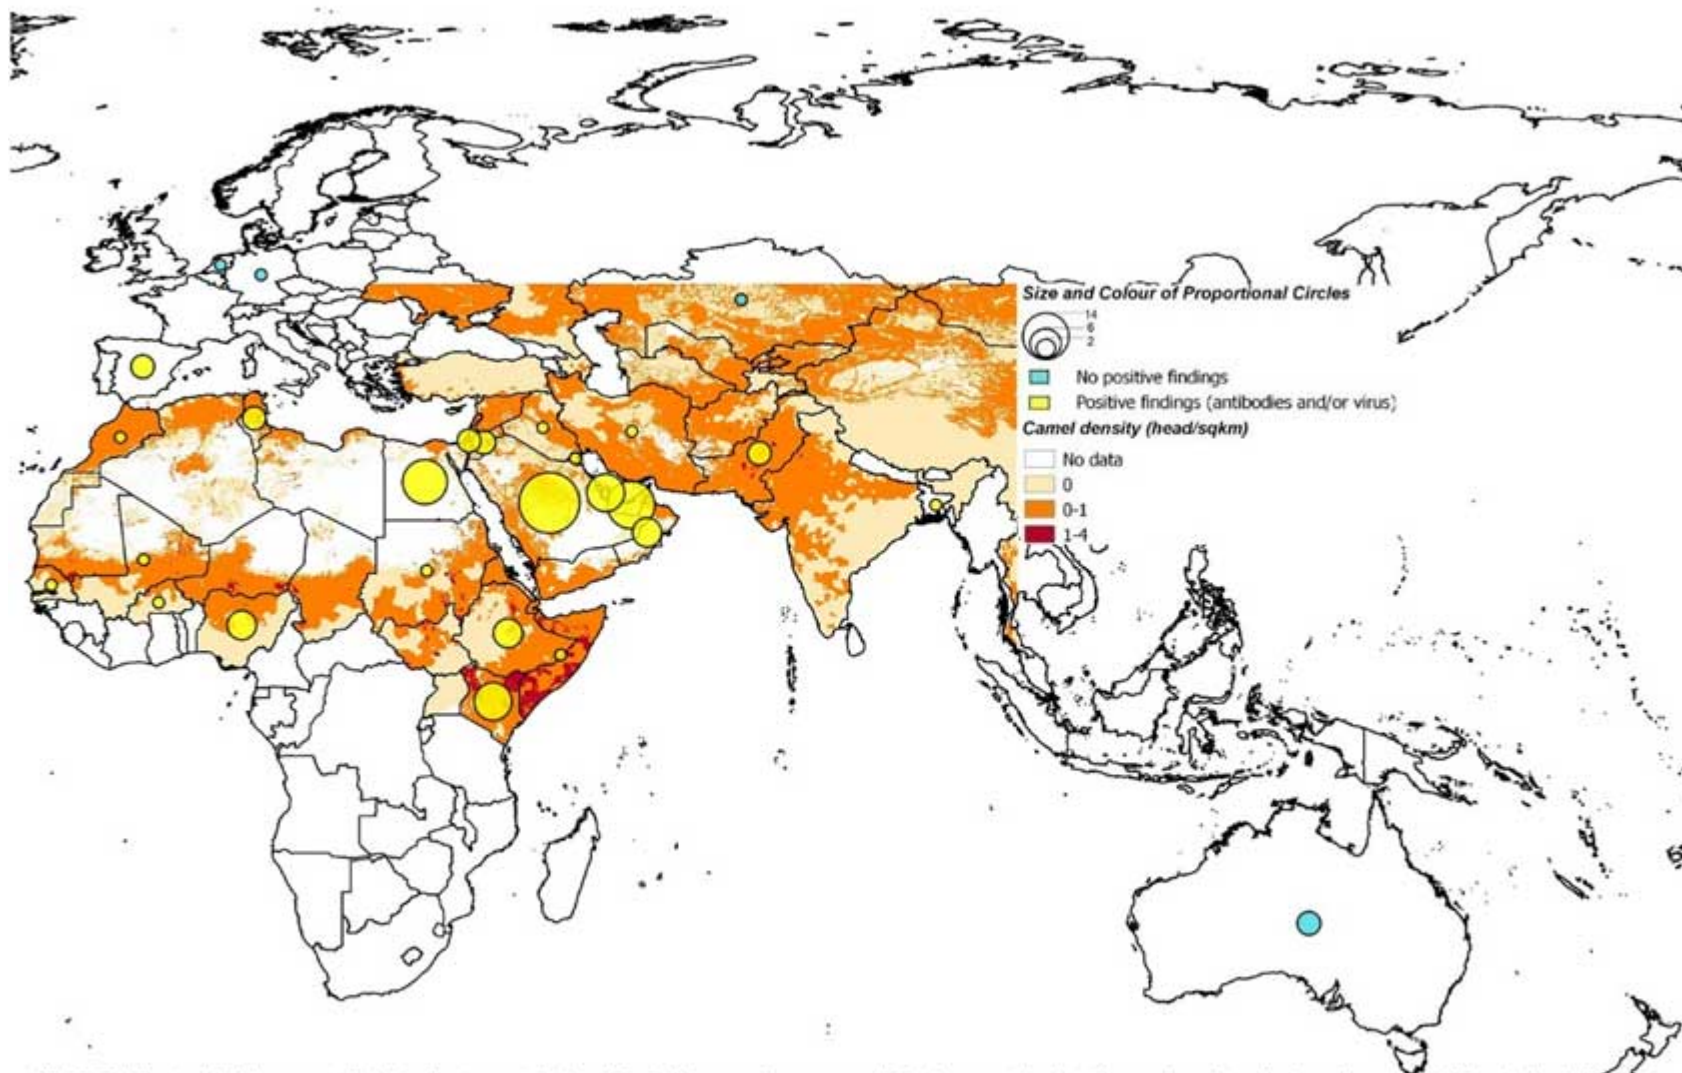 Size and Colour of Proportional Circles
14
6
2
No positive findings
Positive findings (antibodies and/or virus)
Camel density (head/sqkm)
No data
0
0-1
1-4